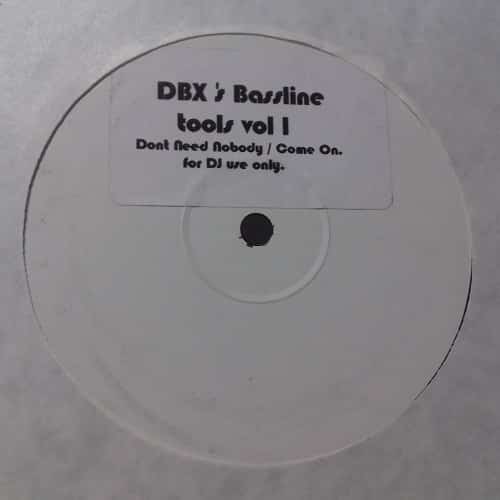 DBX's Bassline
tools vol 1
Dont Need Nobody / Come On.
for DJ use only.